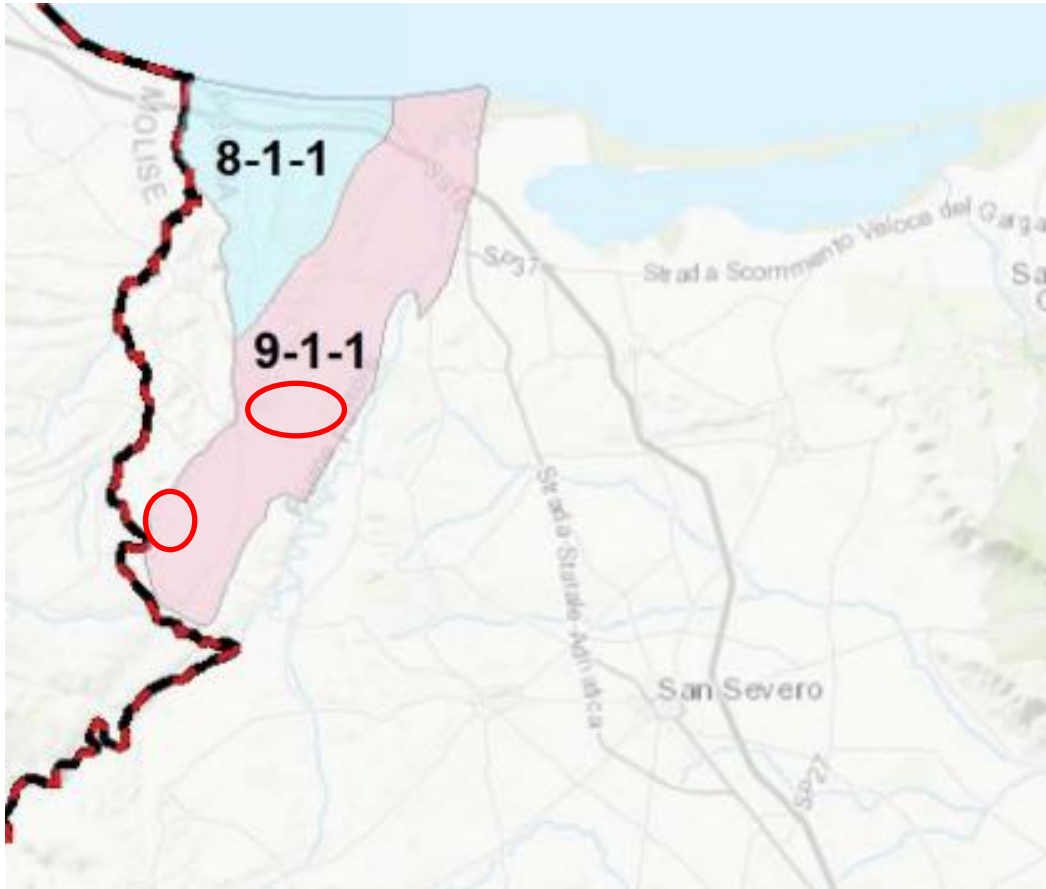 MOLISE
8-1-1
9-1-1
SP37
Strada Scorrimento Veloce del Garga
Sa
Strada Statale Adriatica
San Severo
SP27